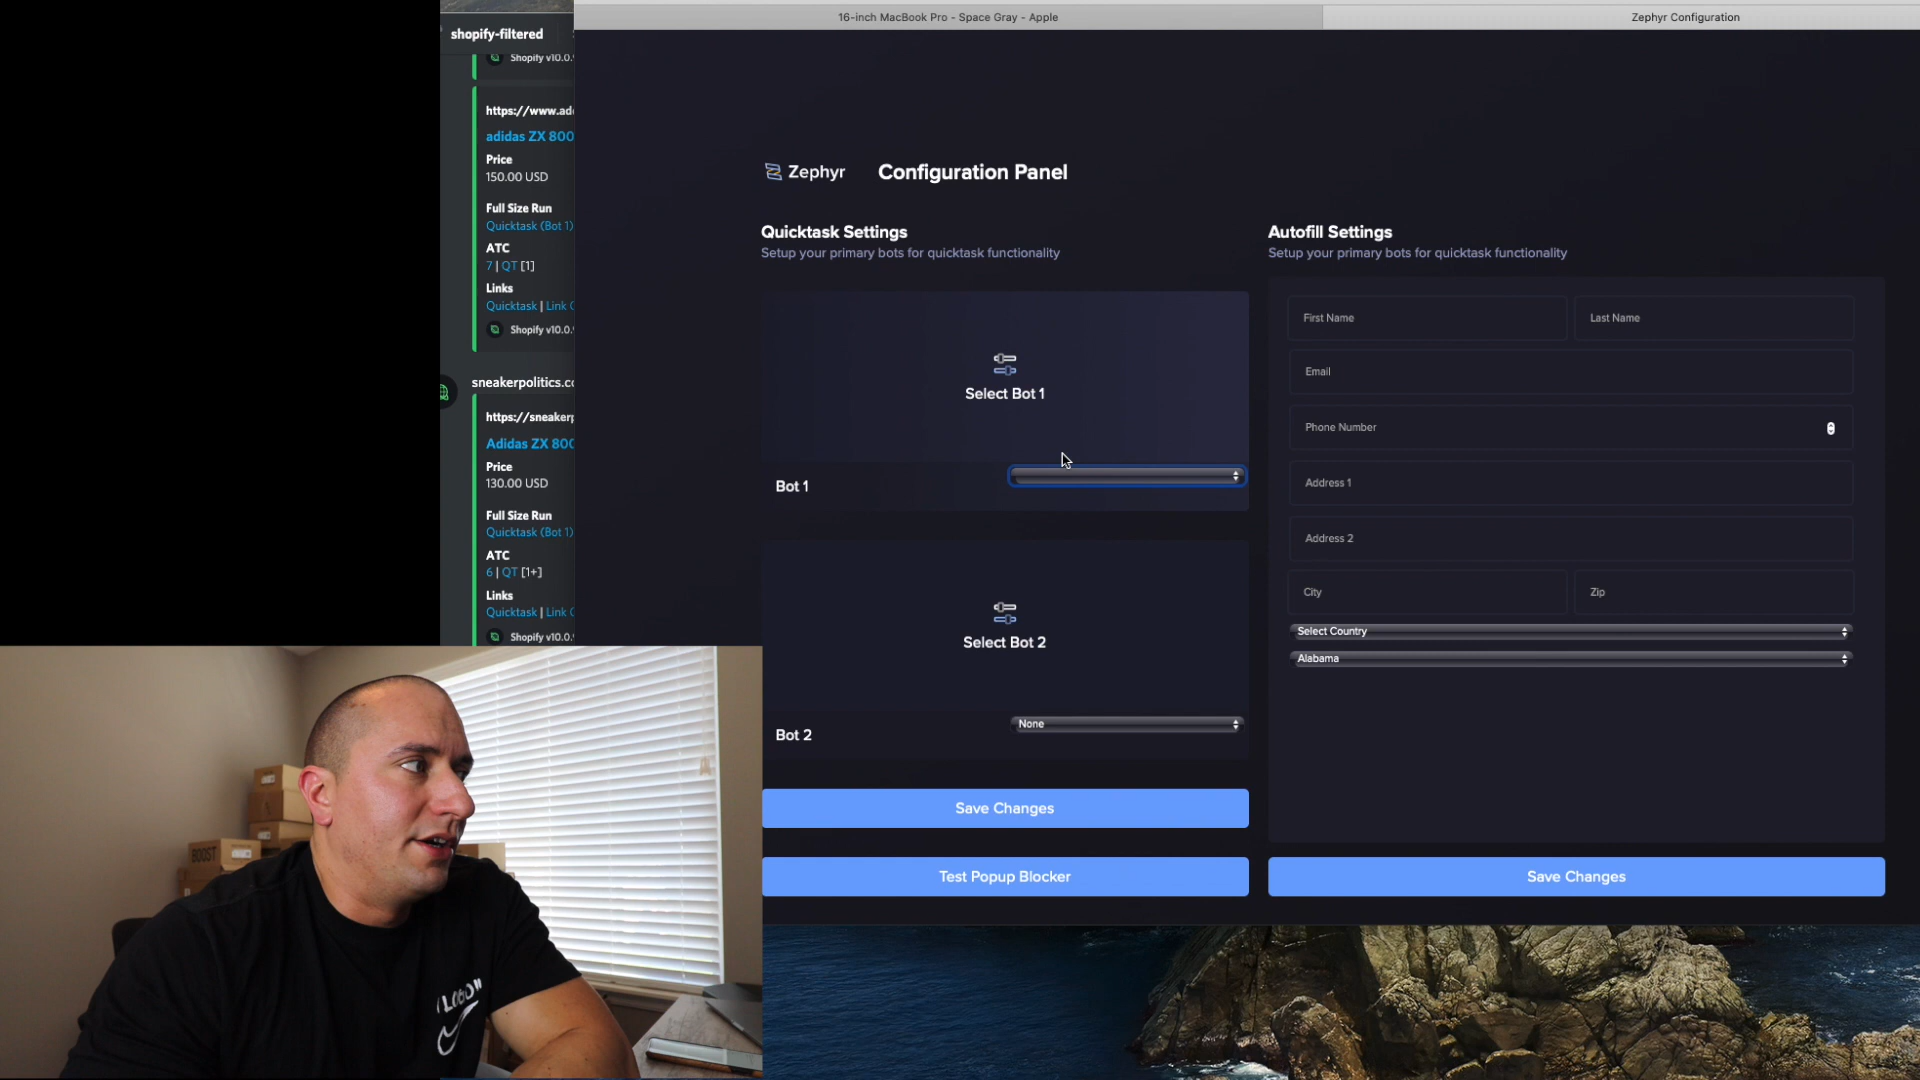 16-inch MacBook Pro - Space Gray - Apple
Zephyr Configuration
shopify-filtered
Shopify v10.0.
https://www.ad
adidas ZX 800
Price
150.00 USD
Full Size Run
Quicktask (Bot 1)
ATC
7 | QT [1]
Links
Quicktask | Link
Shopify v10.0.
sneakerpolitics.co
https://sneaker
Adidas ZX 800
Price
130.00 USD
Full Size Run
Quicktask (Bot 1)
ATC
6 | QT [1+]
Links
Quicktask | Link
Shopify v10.0.
Zephyr
Configuration Panel
Quicktask Settings
Setup your primary bots for quicktask functionality
Select Bot 1
Bot 1
Select Bot 2
Bot 2
None
Save Changes
Test Popup Blocker
Autofill Settings
Setup your primary bots for quicktask functionality
First Name
Last Name
Email
Phone Number
Address 1
Address 2
City
Zip
Select Country
Alabama
Save Changes
BOOST